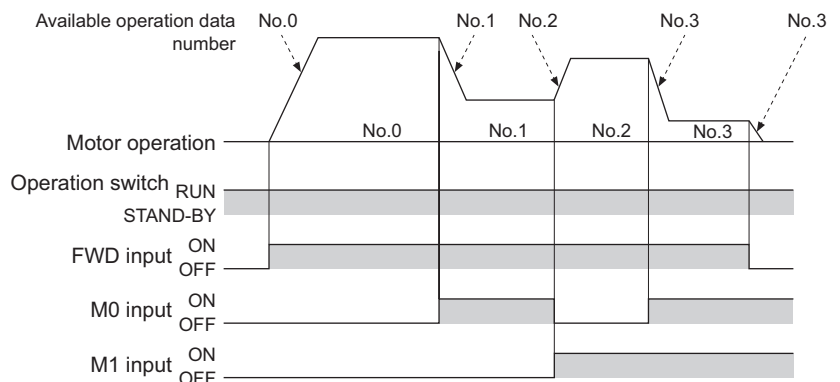 Available operation data number No.0 No.1 No.2 No.3 No.3
No.0 No.1 No.2 No.3
Motor operation
Operation switch RUN
STAND-BY
FWD input ON
OFF
M0 input ON
OFF
M1 input ON
OFF